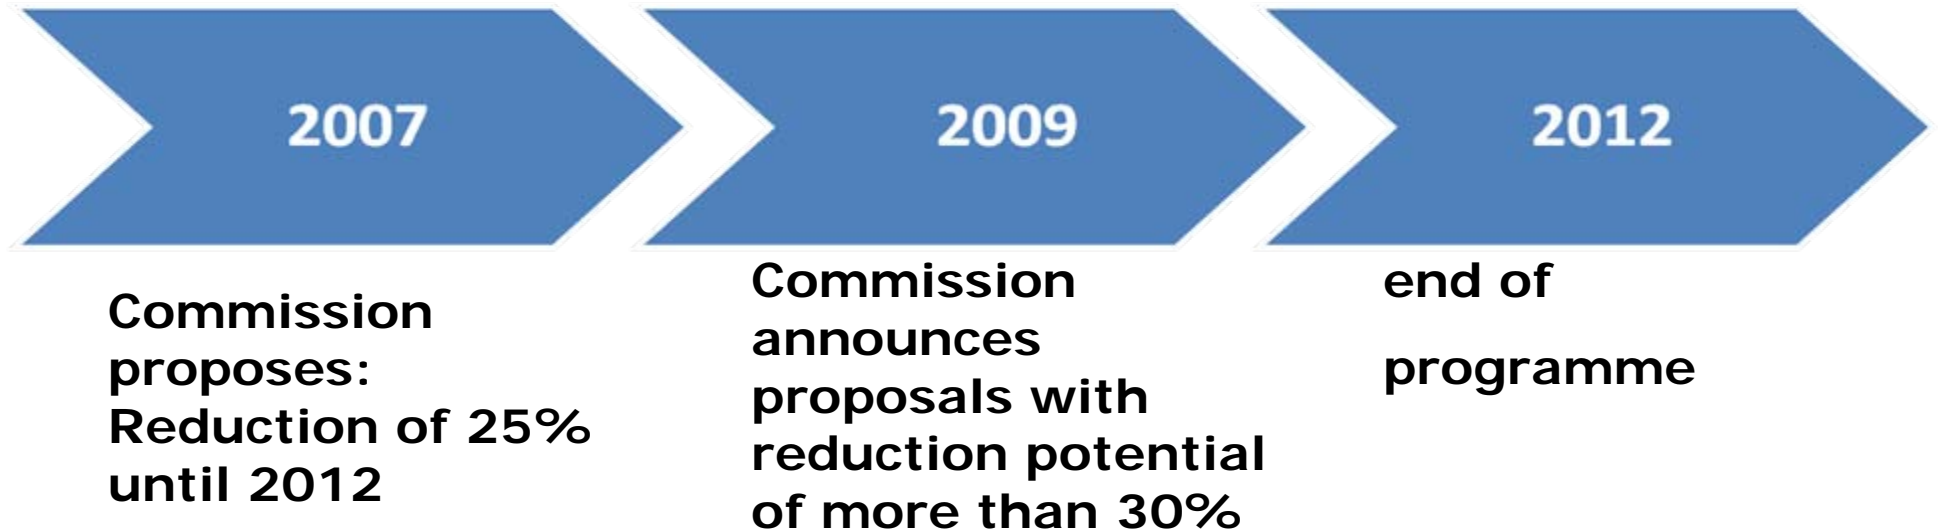 2007
Commission
proposes:
Reduction of 25%
until 2012
2009
Commission
announces
proposals with
reduction potential
of more than 30%
2012
end of
programme